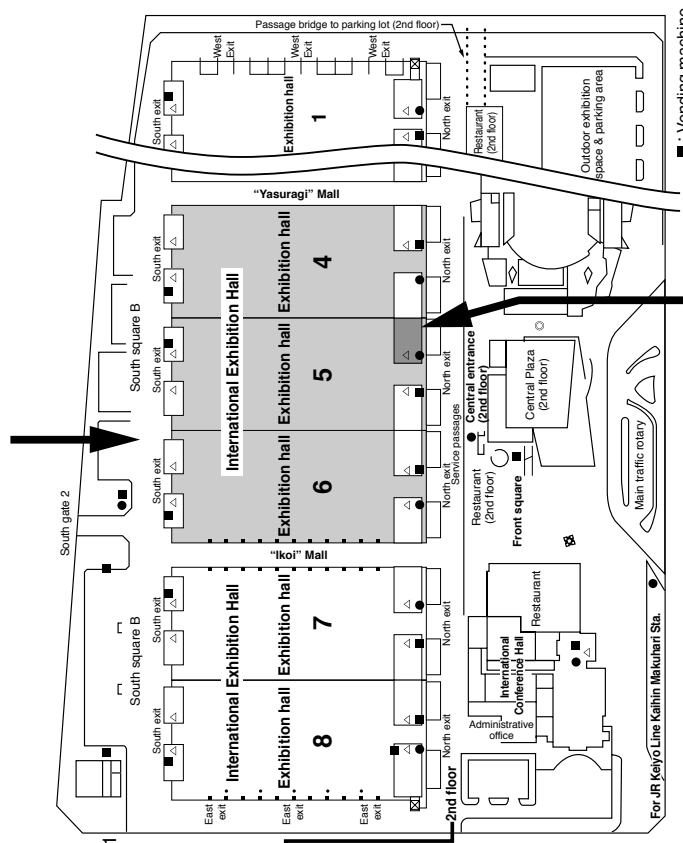 Passage bridge to parking lot (2nd floor)
West
Exit
West
Exit
West
Exit
South exit
Exhibition hall
1
North exit
Restaurant
(2nd floor)
Outdoor exhibition
space & parking area
■: Vending machine
"Yasuragi" Mall
South square B
South exit
International Exhibition Hall
Exhibition hall
4
North exit
South exit
Exhibition hall
5
North exit
Service passages
Central entrance
(2nd floor)
Central Plaza
(2nd floor)
Main traffic rotary
South exit
Exhibition hall
6
North exit
Restaurant
(2nd floor)
Front square
South gate 2
"Ikoi" Mall
South square B
South exit
International Exhibition Hall
Exhibition hall
7
North exit
Restaurant
International
Conference Hall
South exit
Exhibition hall
8
North exit
Administrative
office
East
exit
East
exit
East
exit
2nd floor
For JR Keiyo Line Kaihin Makuhari Sta.